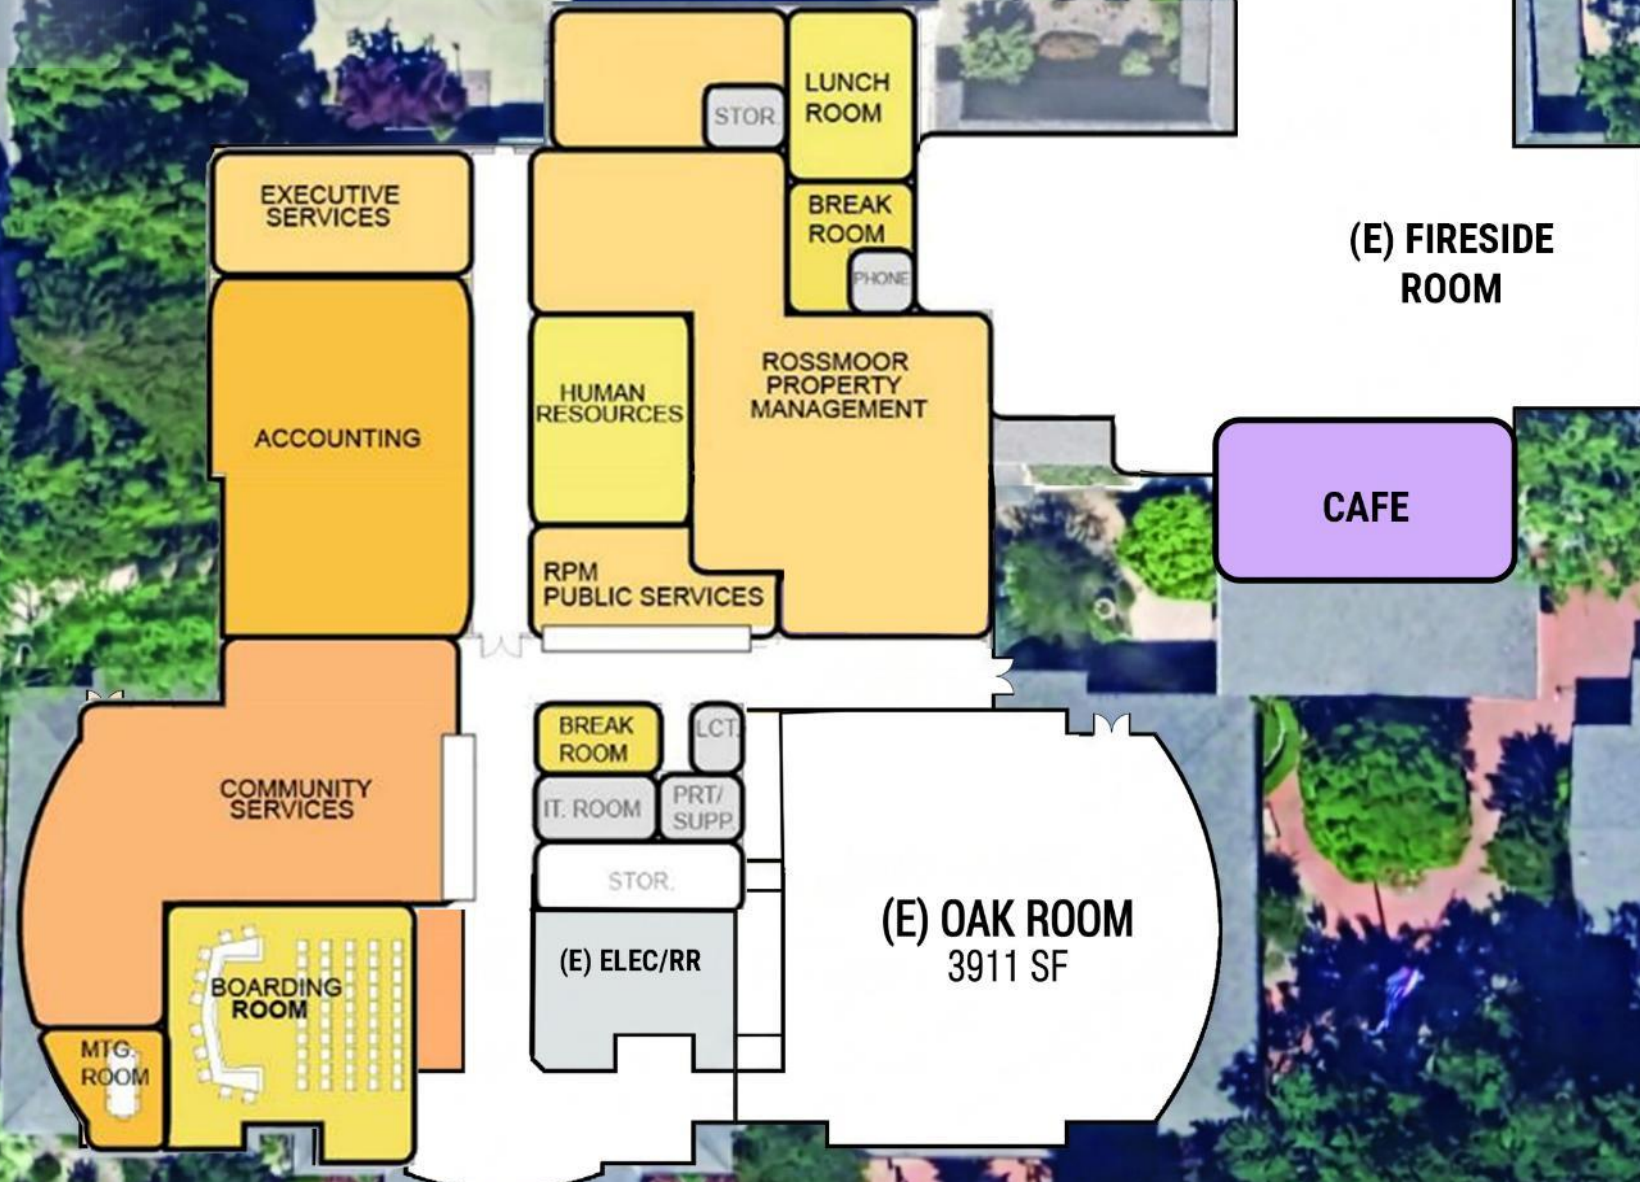 LUNCH
ROOM
STOR.
EXECUTIVE
SERVICES
BREAK
ROOM
PHONE
(E) FIRESIDE
ROOM
ROSSMOOR
PROPERTY
MANAGEMENT
HUMAN
RESOURCES
ACCOUNTING
CAFE
RPM
PUBLIC SERVICES
BREAK
ROOM
LCT.
COMMUNITY
SERVICES
IT. ROOM
PRT/
SUPP.
STOR.
(E) OAK ROOM
3911 SF
(E) ELEC/RR
BOARDING
ROOM
MTG.
ROOM